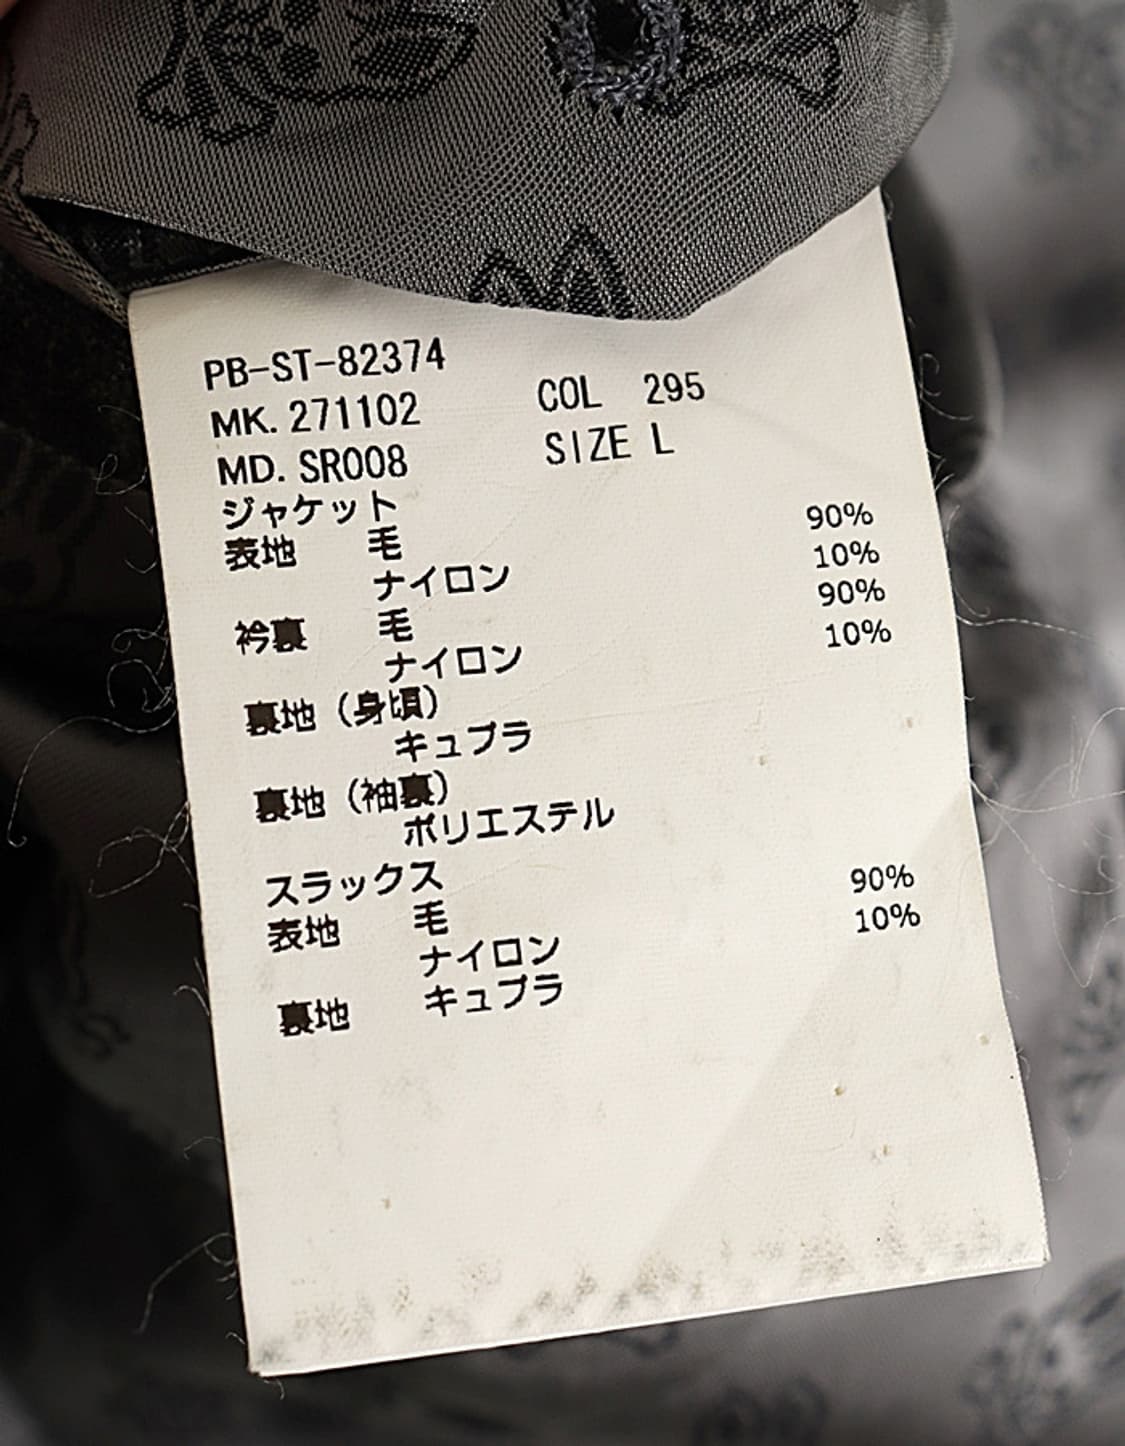 PB-ST-82374
MK. 271102 COL 295
MD. SR008 SIZE L
ジャケット
表地 毛 90%
ナイロン 10%
衿裏 毛 90%
ナイロン 10%
裏地（身頃）
キュプラ
裏地（袖裏）
ポリエステル
スラックス
表地 毛 90%
ナイロン 10%
裏地 キュプラ